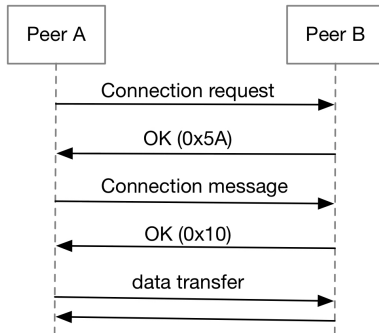 Peer A
Peer B
Connection request
OK (0x5A)
Connection message
OK (0x10)
data transfer